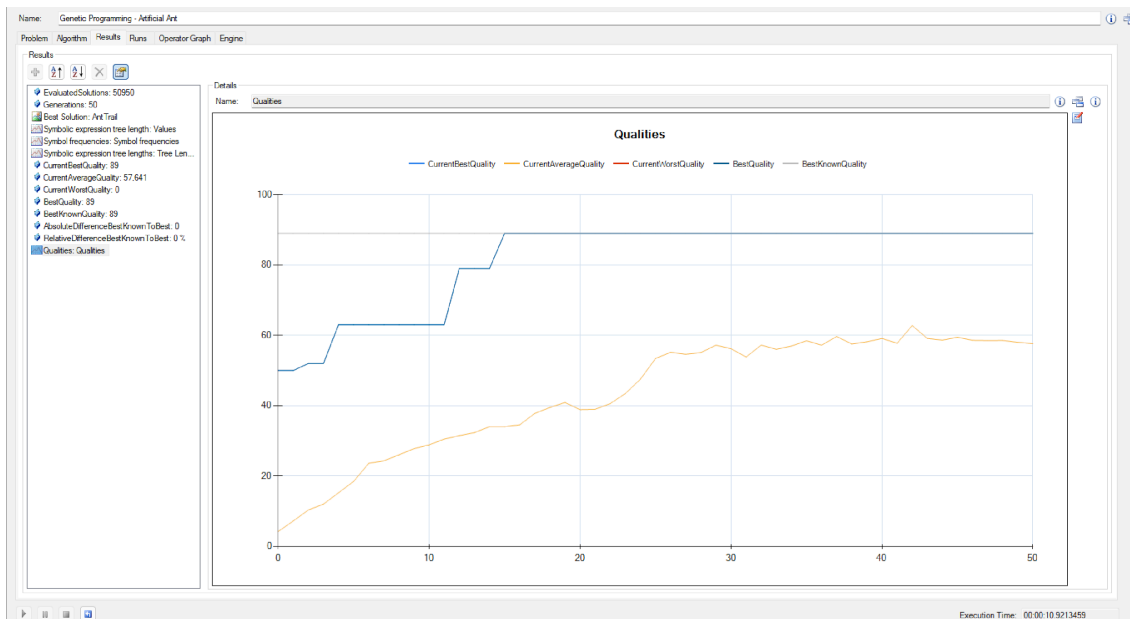 Name: Genetic Programming - Artificial Ant
Problem Algorithm Results Runs Operator Graph Engine
Results
EvaluatedSolutions: 50950
Generations: 50
Best Solution: Ant Trail
Symbolic expression tree length: Values
Symbol frequencies: Symbol frequencies
Symbolic expression tree lengths: Tree Len...
CurrentBestQuality: 89
CurrentAverageQuality: 57.641
CurrentWorstQuality: 0
BestQuality: 89
BestKnownQuality: 89
AbsoluteDifferenceBestKnownToBest: 0
RelativeDifferenceBestKnownToBest: 0 %
Qualities: Qualities
Details
Name: Qualities
Qualities
CurrentBestQuality CurrentAverageQuality CurrentWorstQuality BestQuality BestKnownQuality
100
80
60
40
20
0
0 10 20 30 40 50
Execution Time: 00:00:10.9213459